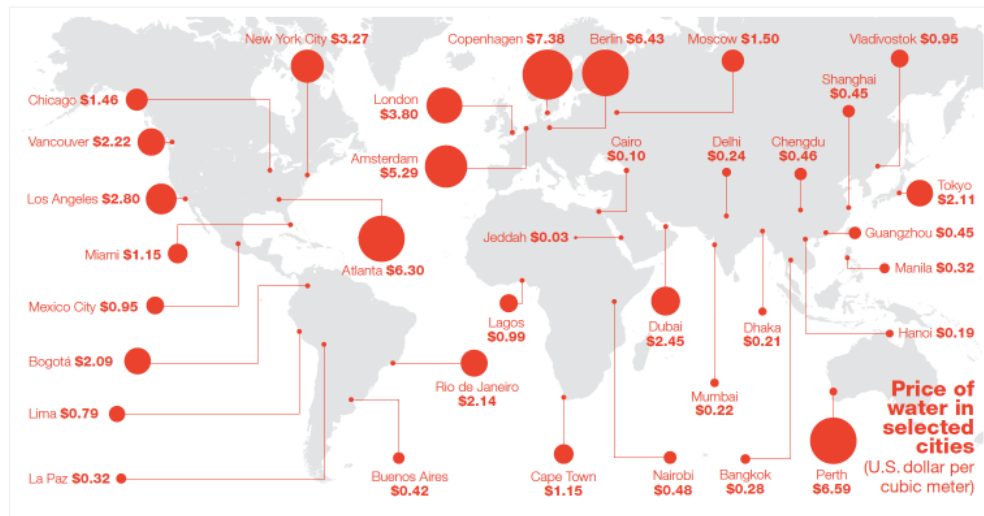 New York City $3.27
Copenhagen $7.38
Berlin $6.43
Moscow $1.50
Vladivostok $0.95
Shanghai
$0.45
Chicago $1.46
London
$3.80
Vancouver $2.22
Amsterdam
$5.29
Cairo
$0.10
Delhi
$0.24
Chengdu
$0.46
Tokyo
$2.11
Los Angeles $2.80
Miami
$1.15
Atlanta $6.30
Jeddah $0.03
Guangzhou
$0.45
Manila
$0.32
Mexico City $0.95
Lagos
$0.99
Dubai
$2.45
Dhaka
$0.21
Hanoi $0.19
Bogotá $2.09
Rio de Janeiro
$2.14
Mumbai
$0.22
Lima $0.79
La Paz $0.32
Buenos Aires
$0.42
Cape Town
$1.15
Nairobi
$0.48
Bangkok
$0.28
Perth
$6.59
Price of
water in
selected
cities
(U.S. dollar per
cubic meter)